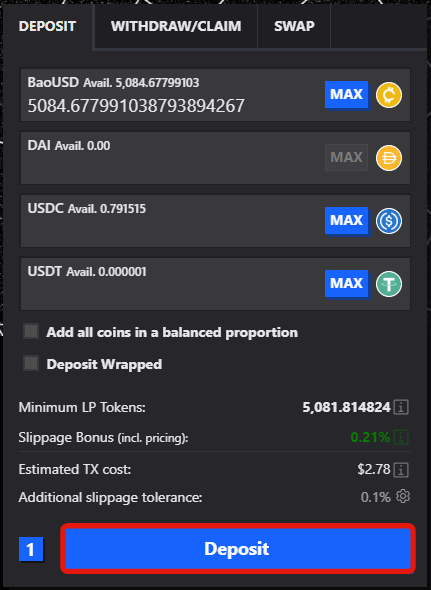 DEPOSIT WITHDRAW/CLAIM SWAP
BaoUSD Avail. 5,084.67799103
5084.677991038793894267
MAX
DAI Avail. 0.00
MAX
USDC Avail. 0.791515
MAX
USDT Avail. 0.000001
MAX
Add all coins in a balanced proportion
Deposit Wrapped
Minimum LP Tokens: 5,081.814824
Slippage Bonus (incl. pricing): 0.21%
Estimated TX cost: $2.78
Additional slippage tolerance: 0.1%
1 Deposit